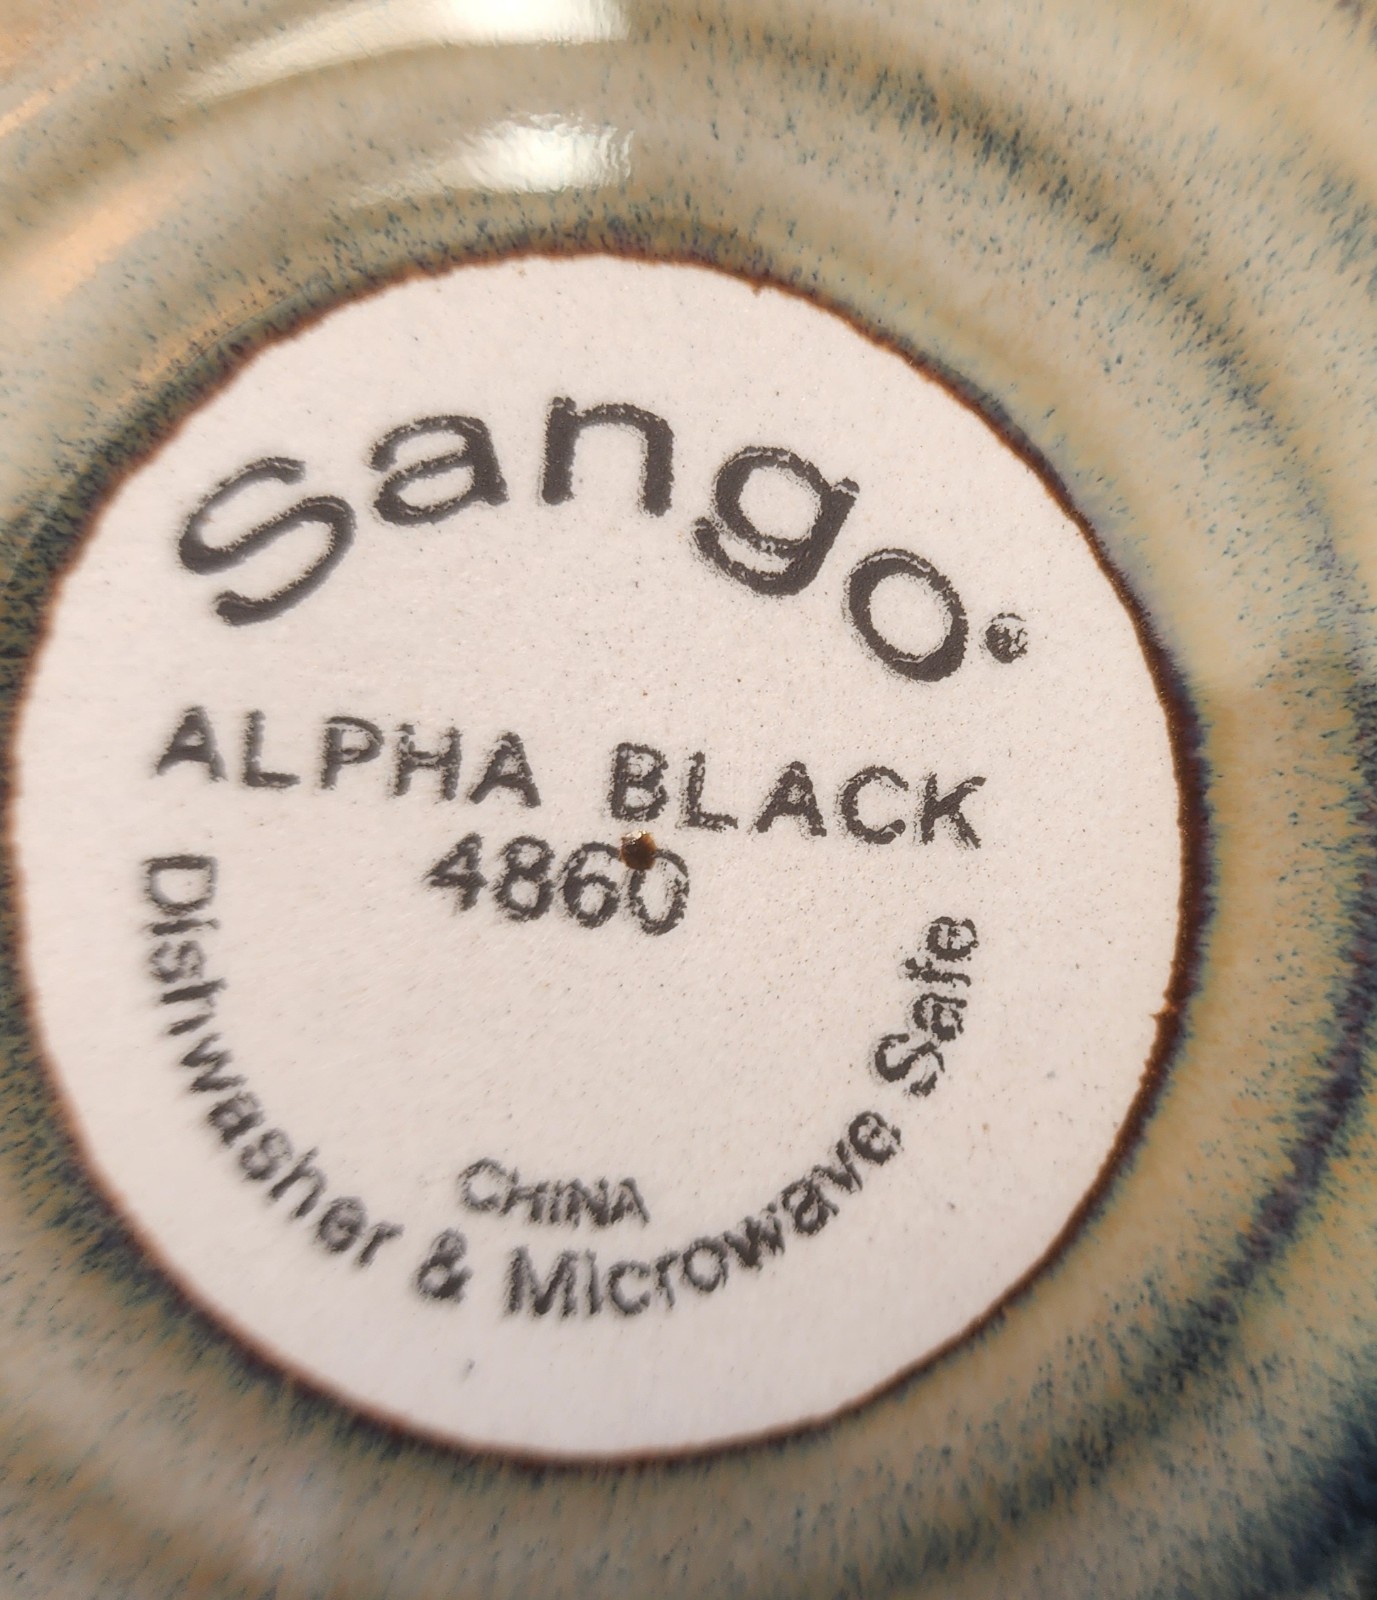 Sango®
ALPHA BLACK
4860
CHINA
Dishwasher & Microwave Safe